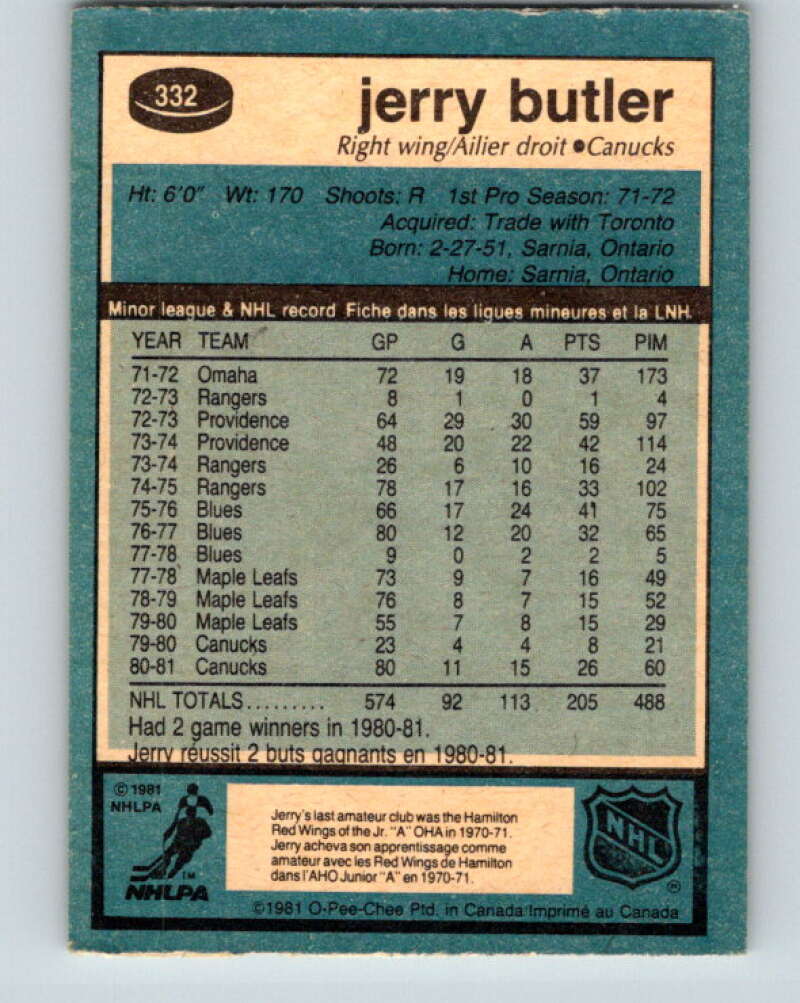 332
jerry butler
Right wing/Ailier droit ● Canucks
Ht: 6'0" Wt: 170 Shoots: R 1st Pro Season: 71-72
Acquired: Trade with Toronto
Born: 2-27-51, Sarnia, Ontario
Home: Sarnia, Ontario
Minor league & NHL record Fiche dans les ligues mineures et la LNH.
YEAR TEAM GP G A PTS PIM
71-72 Omaha 72 19 18 37 173
72-73 Rangers 8 1 0 1 4
72-73 Providence 64 29 30 59 97
73-74 Providence 48 20 22 42 114
73-74 Rangers 26 6 10 16 24
74-75 Rangers 78 17 16 33 102
75-76 Blues 66 17 24 41 75
76-77 Blues 80 12 20 32 65
77-78 Blues 9 0 2 2 5
77-78 Maple Leafs 73 9 7 16 49
78-79 Maple Leafs 76 8 7 15 52
79-80 Maple Leafs 55 7 8 15 29
79-80 Canucks 23 4 4 8 21
80-81 Canucks 80 11 15 26 60
NHL TOTALS......... 574 92 113 205 488
Had 2 game winners in 1980-81.
Jerry réussit 2 buts gagnants en 1980-81.
©1981
NHLPA
TM
NHLPA
Jerry's last amateur club was the Hamilton
Red Wings of the Jr. "A" OHA in 1970-71.
Jerry acheva son apprentissage comme
amateur avec les Red Wings de Hamilton
dans l'AHO Junior "A" en 1970-71.
NHL
®
©1981 O-Pee-Chee Ptd. in Canada/Imprimé au Canada